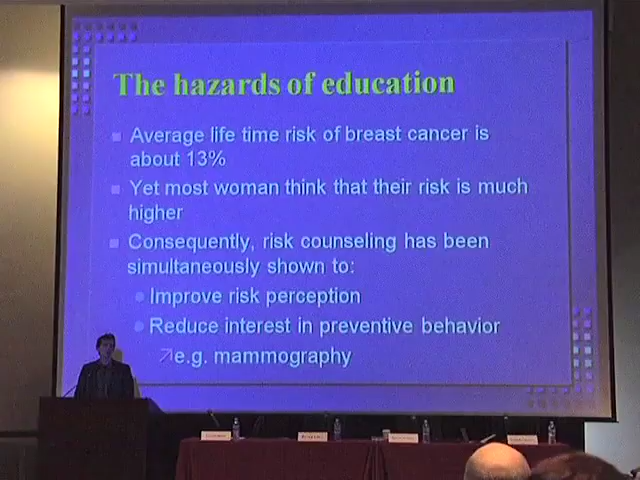 The hazards of education
Average life time risk of breast cancer is
about 13%
Yet most woman think that their risk is much
higher
Consequently, risk counseling has been
simultaneously shown to:
Improve risk perception
Reduce interest in preventive behavior
e.g. mammography